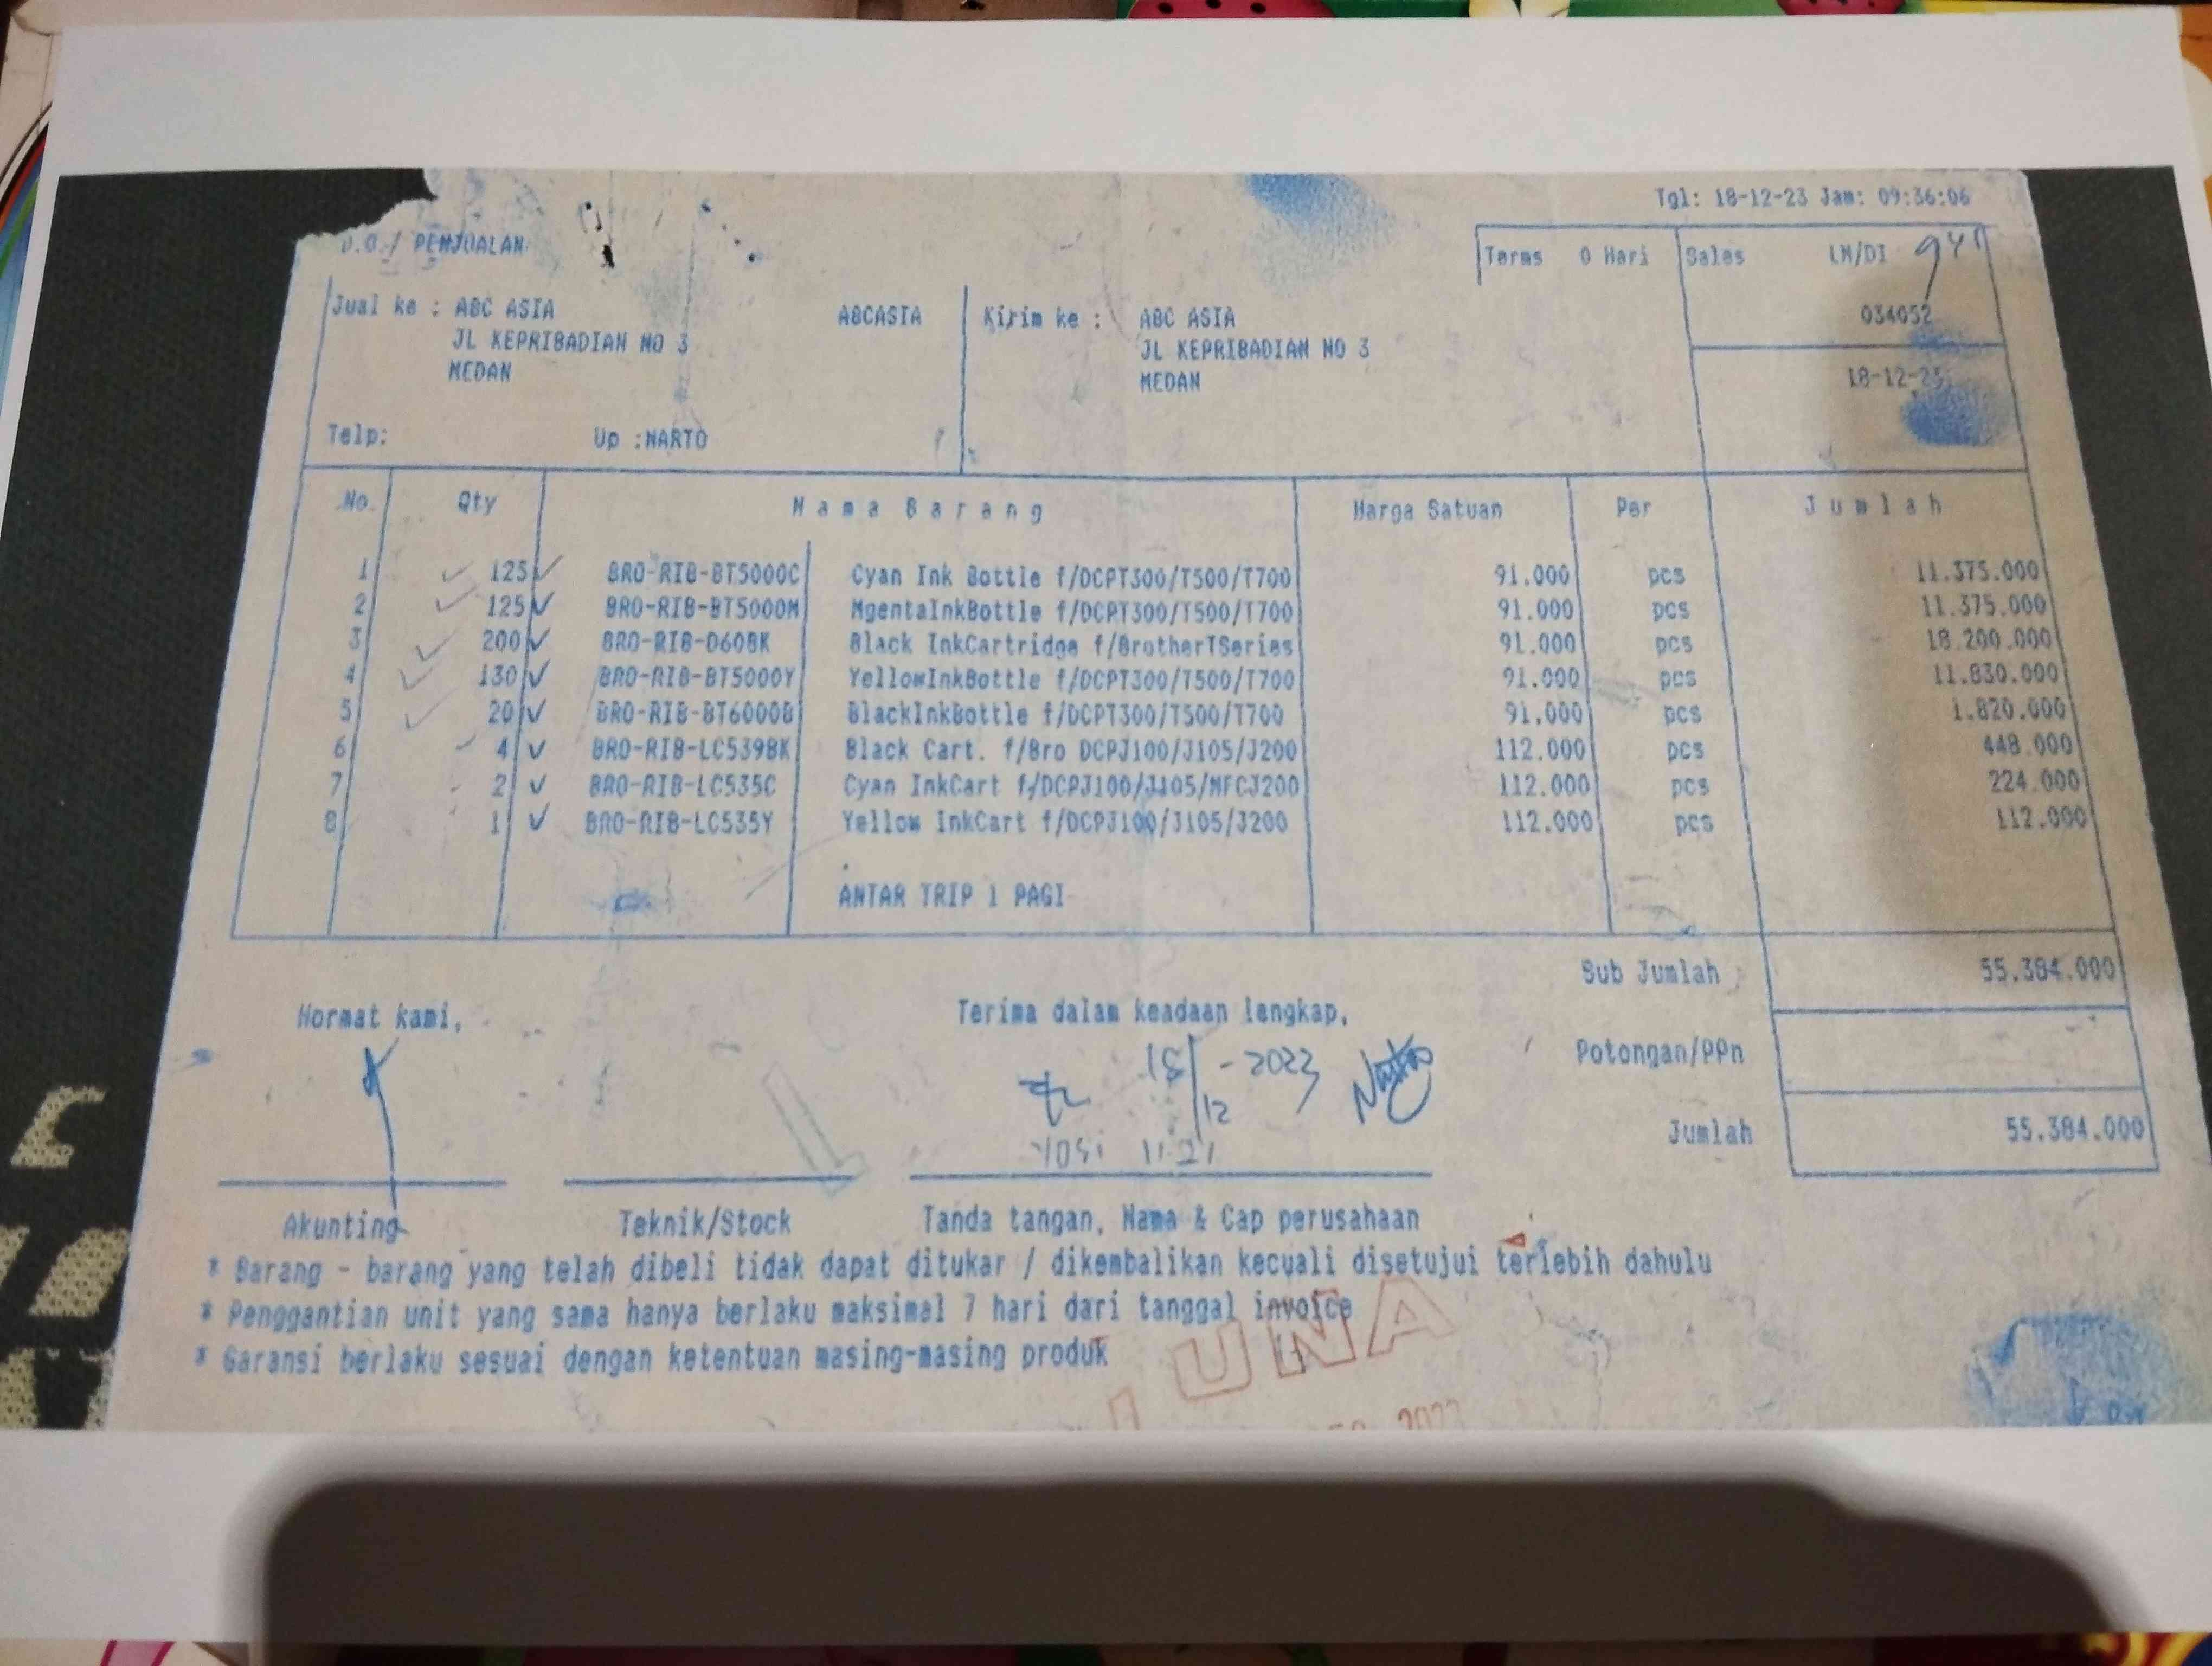 Tgl: 18-12-23 Jam: 09:36:06
D.O./ PENJUALAN
Terms 0 Hari Sales LN/DI
034052
18-12-23
Jual ke : ABC ASIA ABCASIA
JL KEPRIBADIAN NO 3
MEDAN
Telp: Up :NARTO
Kirim ke : ABC ASIA
JL KEPRIBADIAN NO 3
MEDAN
No. Qty Nama Barang Harga Satuan Per Jumlah
1 125 BRO-RIB-BT5000C Cyan Ink Bottle f/DCPT300/T500/T700 91.000 pcs 11.375.000
2 125 BRO-RIB-BT5000M MgentaInkBottle f/DCPT300/T500/T700 91.000 pcs 11.375.000
3 200 BRO-RIB-D60BK Black InkCartridge f/BrotherTSeries 91.000 pcs 18.200.000
4 130 BRO-RIB-BT5000Y YellowInkBottle f/DCPT300/T500/T700 91.000 pcs 11.830.000
5 20 BRO-RIB-BT6000B BlackInkBottle f/DCPT300/T500/T700 91.000 pcs 1.820.000
6 4 BRO-RIB-LC539BK Black Cart. f/Bro DCPJ100/J105/J200 112.000 pcs 448.000
7 2 BRO-RIB-LC535C Cyan InkCart f/DCPJ100/J105/MFCJ200 112.000 pcs 224.000
8 1 BRO-RIB-LC535Y Yellow InkCart f/DCPJ100/J105/J200 112.000 pcs 112.000
ANTAR TRIP 1 PAGI
Sub Jumlah 55.384.000
Potongan/PPn
Jumlah 55.384.000
Hormat kami,
Akunting
Teknik/Stock
Terima dalam keadaan lengkap,
18/12 - 2023
Yosi 11.21
Tanda tangan, Nama & Cap perusahaan
* Barang - barang yang telah dibeli tidak dapat ditukar / dikembalikan kecuali disetujui terlebih dahulu
* Penggantian unit yang sama hanya berlaku maksimal 7 hari dari tanggal invoice
* Garansi berlaku sesuai dengan ketentuan masing-masing produk
LUNA